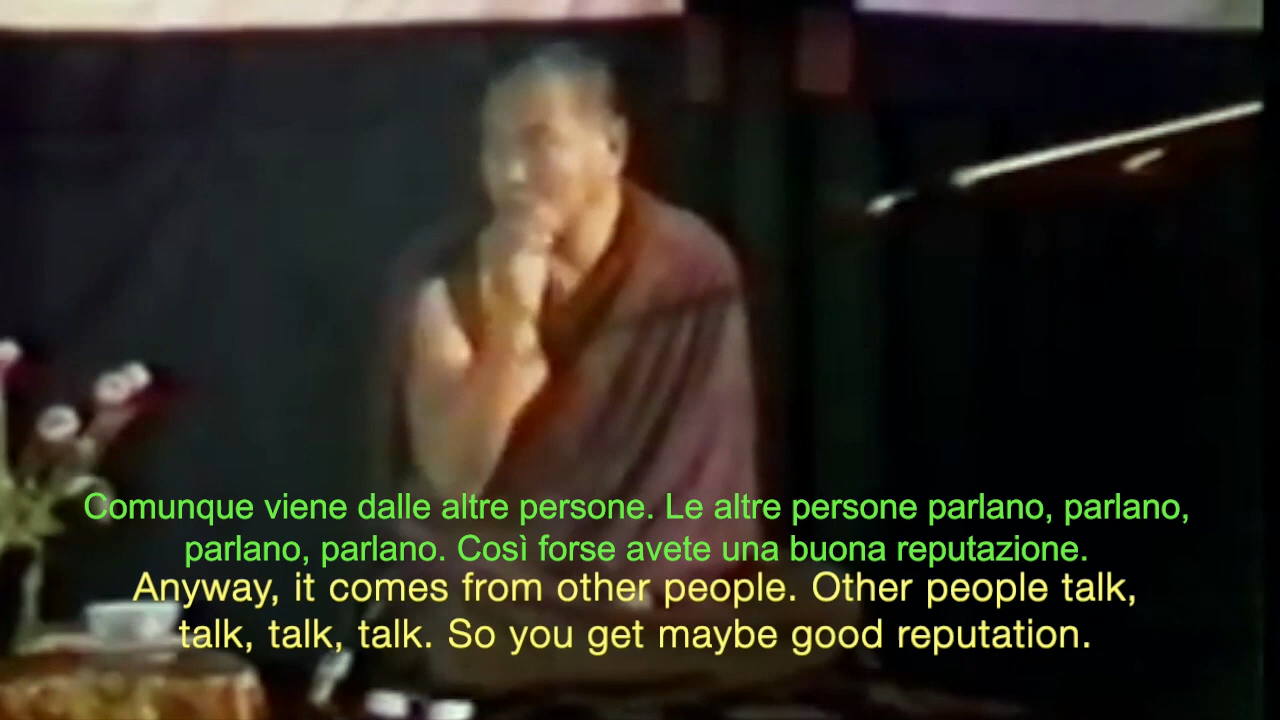 Comunque viene dalle altre persone. Le altre persone parlano, parlano,
parlano, parlano. Così forse avete una buona reputazione.
Anyway, it comes from other people. Other people talk,
talk, talk, talk. So you get maybe good reputation.